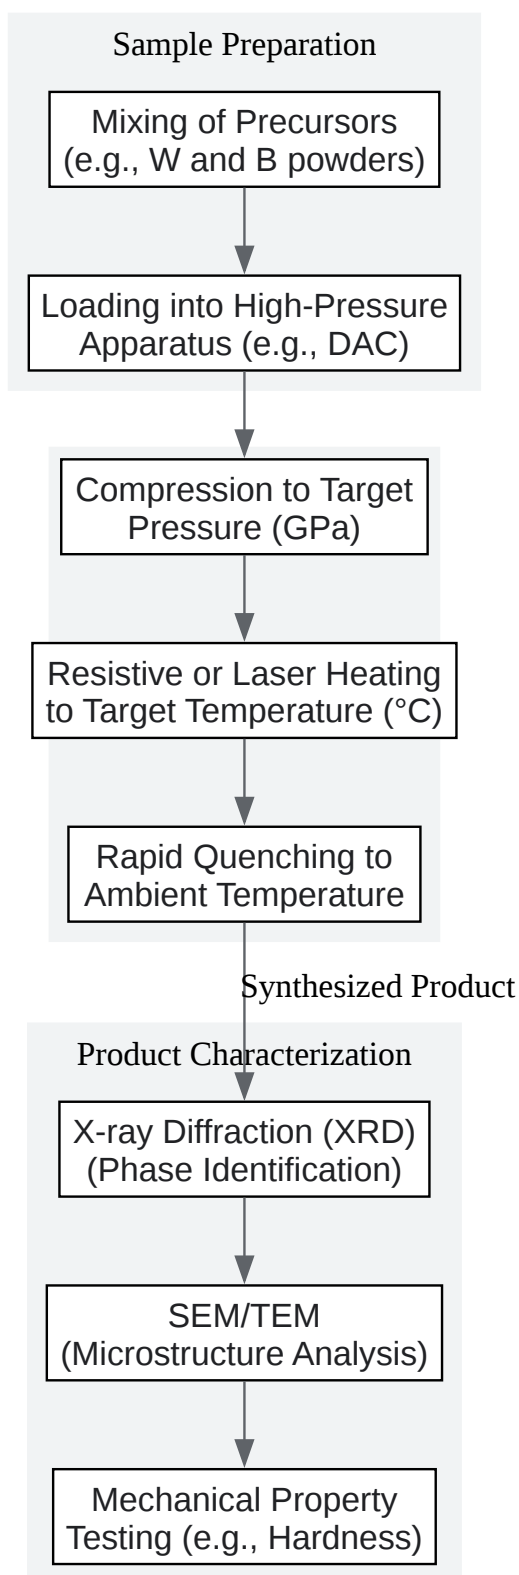 Sample Preparation
Mixing of Precursors
(e.g., W and B powders)
Loading into High-Pressure
Apparatus (e.g., DAC)
Compression to Target
Pressure (GPa)
Resistive or Laser Heating
to Target Temperature (°C)
Rapid Quenching to
Ambient Temperature
Synthesized Product
Product Characterization
X-ray Diffraction (XRD)
(Phase Identification)
SEM/TEM
(Microstructure Analysis)
Mechanical Property
Testing (e.g., Hardness)